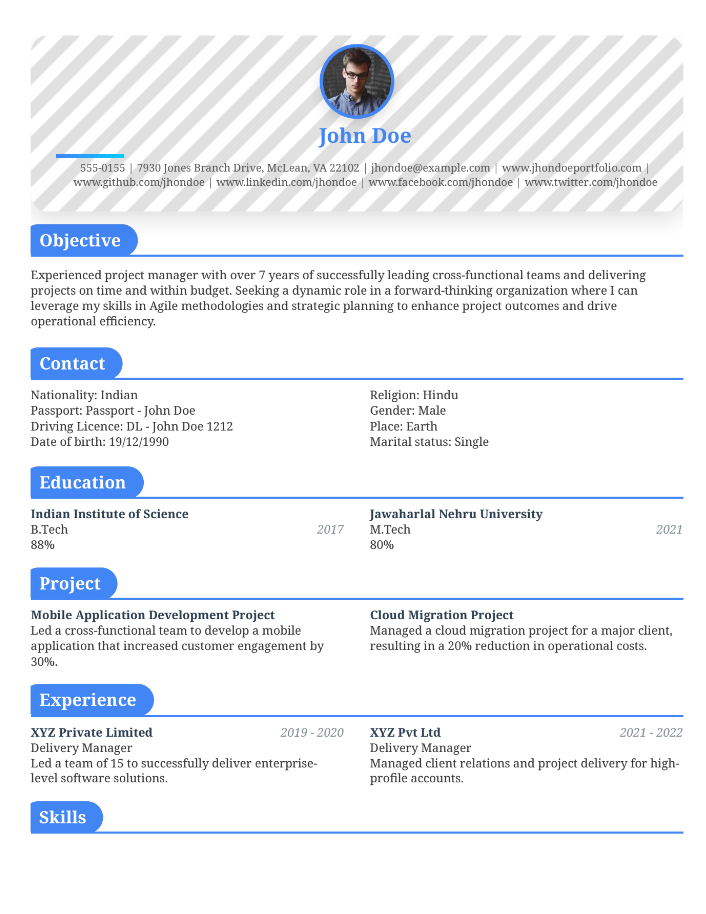 John Doe
555-0155 | 7930 Jones Branch Drive, McLean, VA 22102 | jhondoe@example.com | www.jhondoeportfolio.com |
www.github.com/jhondoe | www.linkedin.com/jhondoe | www.facebook.com/jhondoe | www.twitter.com/jhondoe
Objective
Experienced project manager with over 7 years of successfully leading cross-functional teams and delivering
projects on time and within budget. Seeking a dynamic role in a forward-thinking organization where I can
leverage my skills in Agile methodologies and strategic planning to enhance project outcomes and drive
operational efficiency.
Contact
Nationality: Indian
Passport: Passport - John Doe
Driving Licence: DL - John Doe 1212
Date of birth: 19/12/1990
Religion: Hindu
Gender: Male
Place: Earth
Marital status: Single
Education
Indian Institute of Science
B.Tech 2017
88%
Jawaharlal Nehru University
M.Tech 2021
80%
Project
Mobile Application Development Project
Led a cross-functional team to develop a mobile
application that increased customer engagement by
30%.
Cloud Migration Project
Managed a cloud migration project for a major client,
resulting in a 20% reduction in operational costs.
Experience
XYZ Private Limited 2019 - 2020
Delivery Manager
Led a team of 15 to successfully deliver enterprise-
level software solutions.
XYZ Pvt Ltd 2021 - 2022
Delivery Manager
Managed client relations and project delivery for high-
profile accounts.
Skills